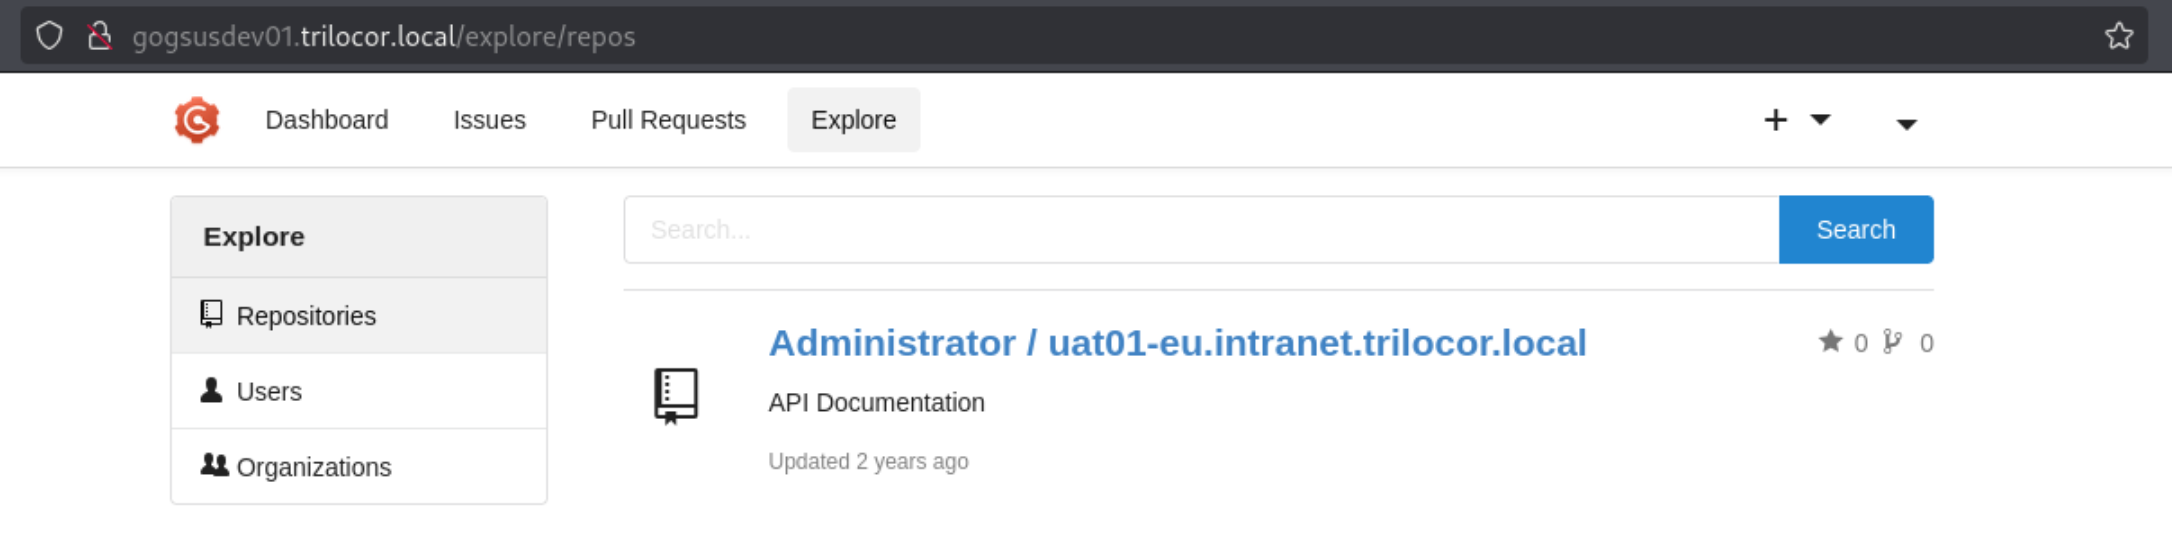 gogsusdev01.trilocor.local/explore/repos
Dashboard Issues Pull Requests Explore
Explore
Repositories
Users
Organizations
Search... Search
Administrator / uat01-eu.intranet.trilocor.local 0 0
API Documentation
Updated 2 years ago